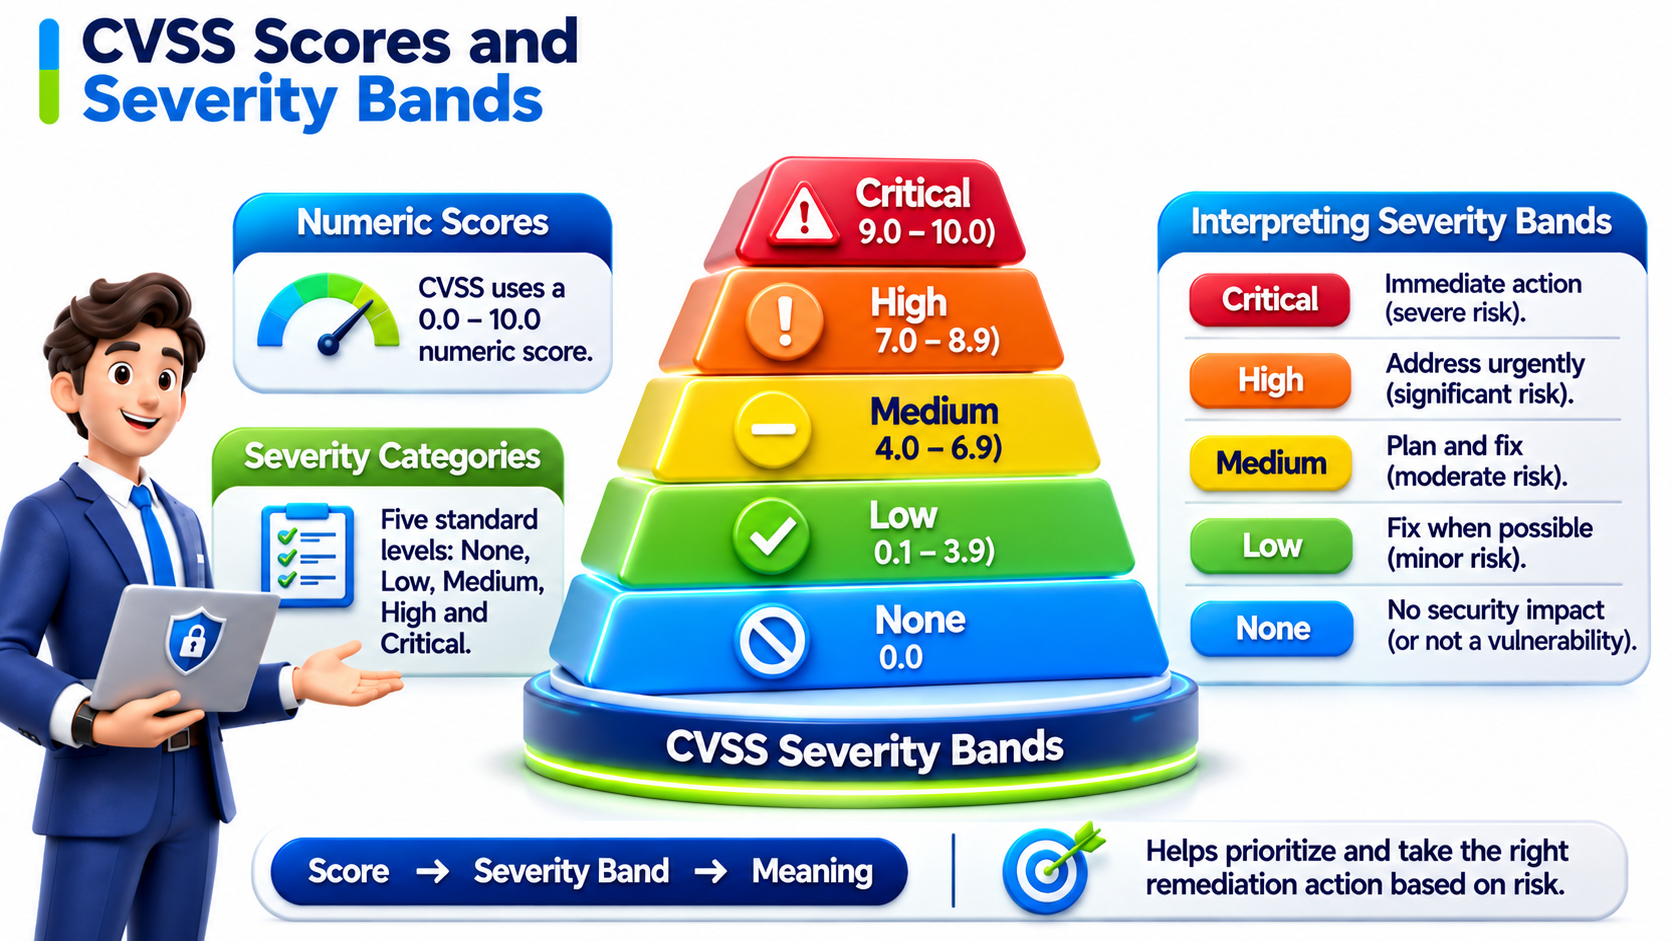 CVSS Scores and
Severity Bands
Numeric Scores
CVSS uses a
0.0 – 10.0
numeric score.
Severity Categories
Five standard
levels: None,
Low, Medium,
High and
Critical.
Critical
9.0 – 10.0)
High
7.0 – 8.9)
Medium
4.0 – 6.9)
Low
0.1 – 3.9)
None
0.0
CVSS Severity Bands
Interpreting Severity Bands
Critical
Immediate action
(severe risk).
High
Address urgently
(significant risk).
Medium
Plan and fix
(moderate risk).
Low
Fix when possible
(minor risk).
None
No security impact
(or not a vulnerability).
Score → Severity Band → Meaning
Helps prioritize and take the right
remediation action based on risk.